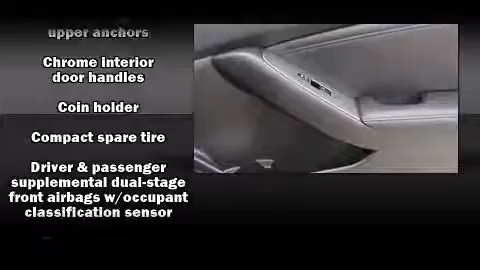 upper anchors
Chrome interior
door handles
Coin holder
Compact spare tire
Driver & passenger
supplemental dual-stage
front airbags w/occupant
classification sensor